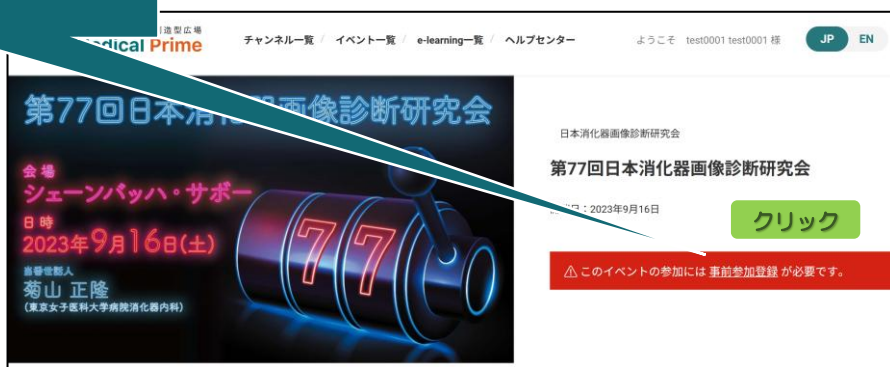 造型広場
edical Prime
チャンネル一覧 / イベント一覧 / e-learning一覧 / ヘルプセンター
ようこそ test0001 test0001 様
JP EN
第77回日本消化器画像診断研究会
会場
シェーンバッハ・サボー
日時
2023年9月16日(土)
当番世話人
菊山 正隆
(東京女子医科大学病院消化器内科)
77
日本消化器画像診断研究会
第77回日本消化器画像診断研究会
日:2023年9月16日
クリック
⚠ このイベントの参加には 事前参加登録 が必要です。